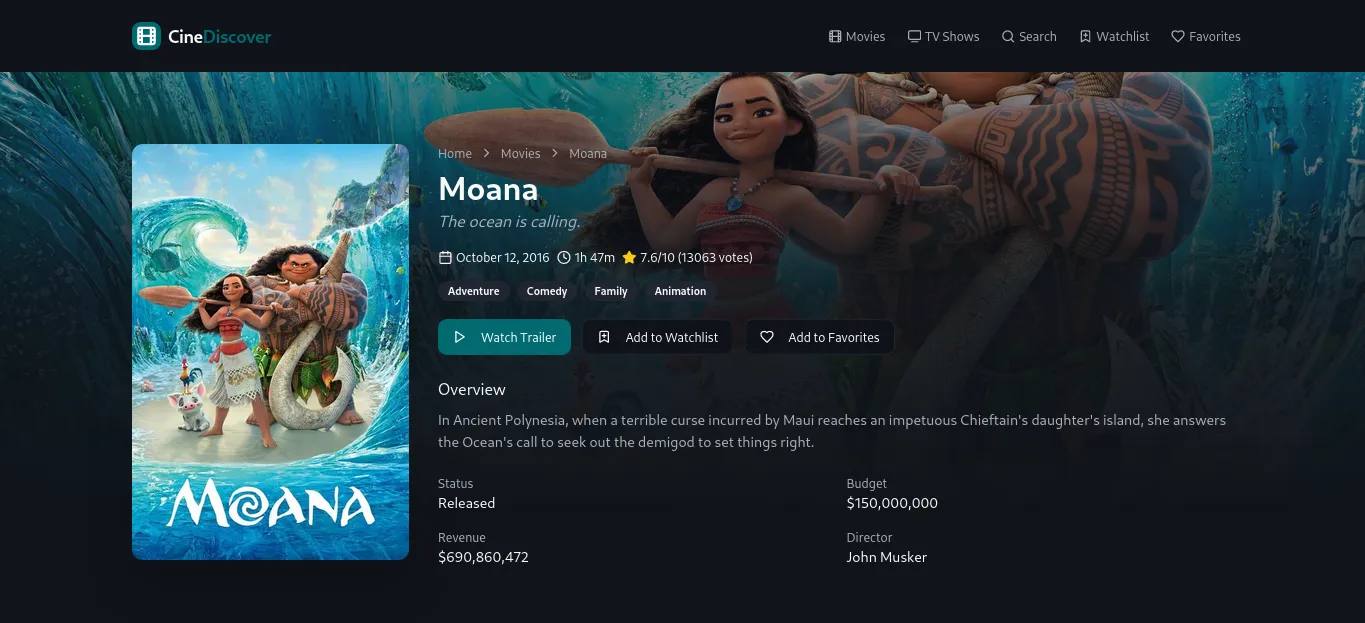 CineDiscover
Movies TV Shows Search Watchlist Favorites
Home > Movies > Moana
Moana
The ocean is calling.
October 12, 2016 1h 47m 7.6/10 (13063 votes)
Adventure Comedy Family Animation
Watch Trailer Add to Watchlist Add to Favorites
Overview
In Ancient Polynesia, when a terrible curse incurred by Maui reaches an impetuous Chieftain's daughter's island, she answers
the Ocean's call to seek out the demigod to set things right.
Status Budget
Released $150,000,000
Revenue Director
$690,860,472 John Musker
MOANA